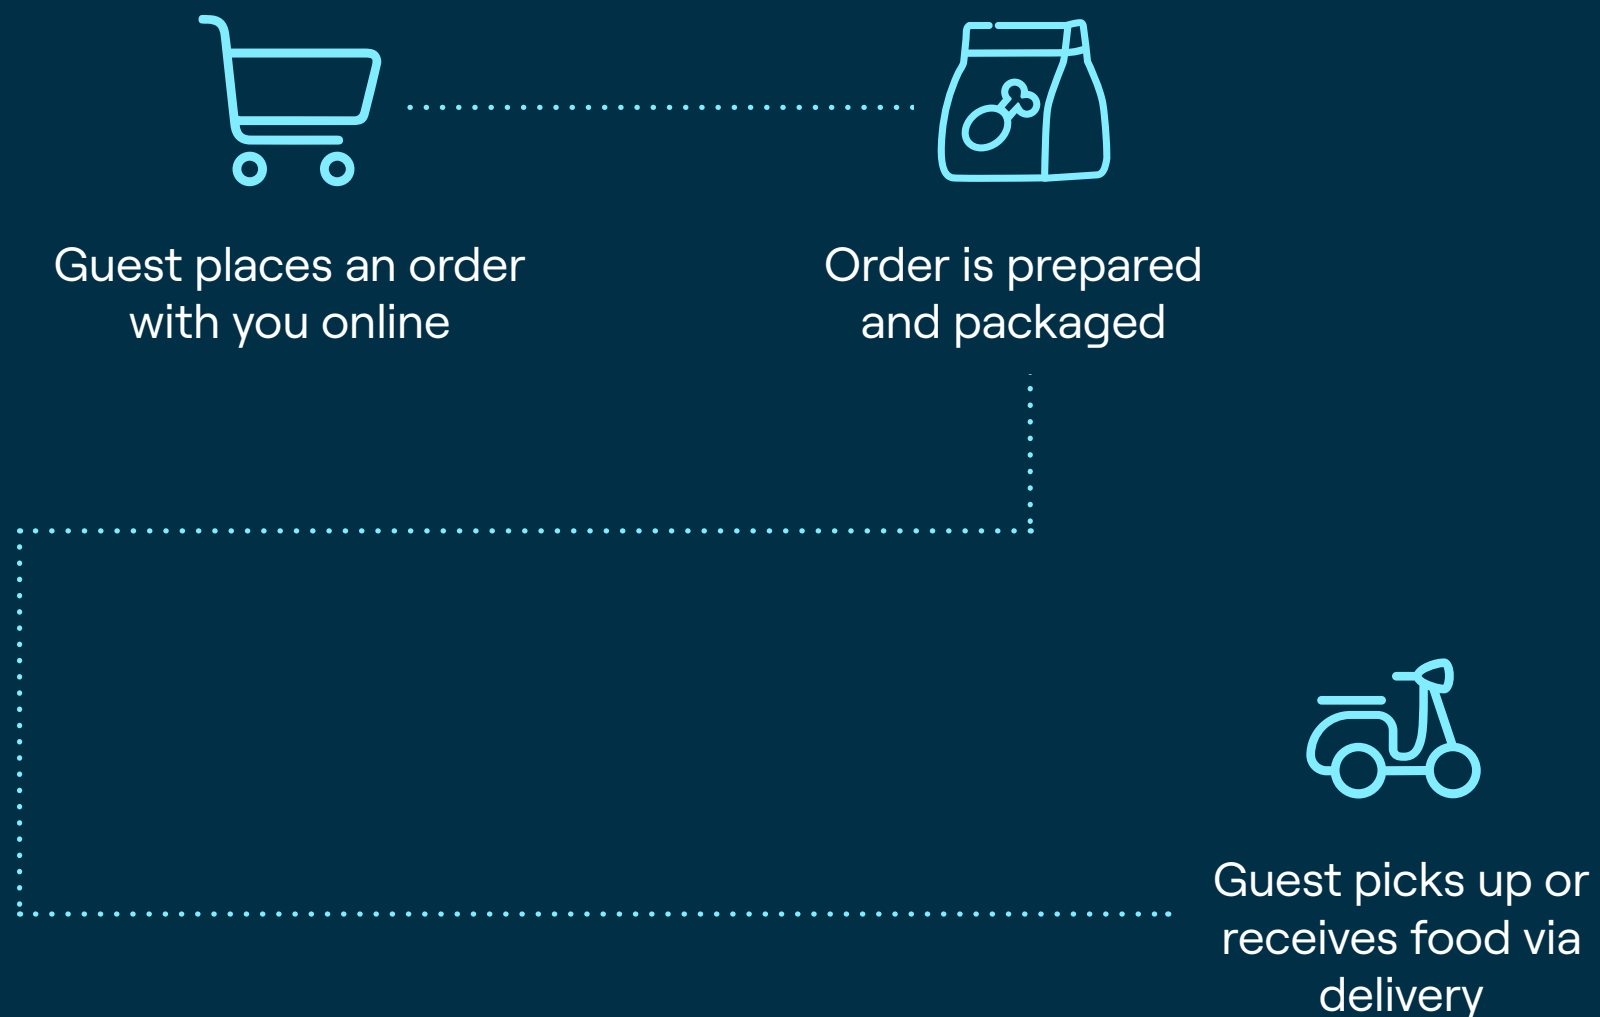 Guest places an order
with you online
Order is prepared
and packaged
Guest picks up or
receives food via
delivery